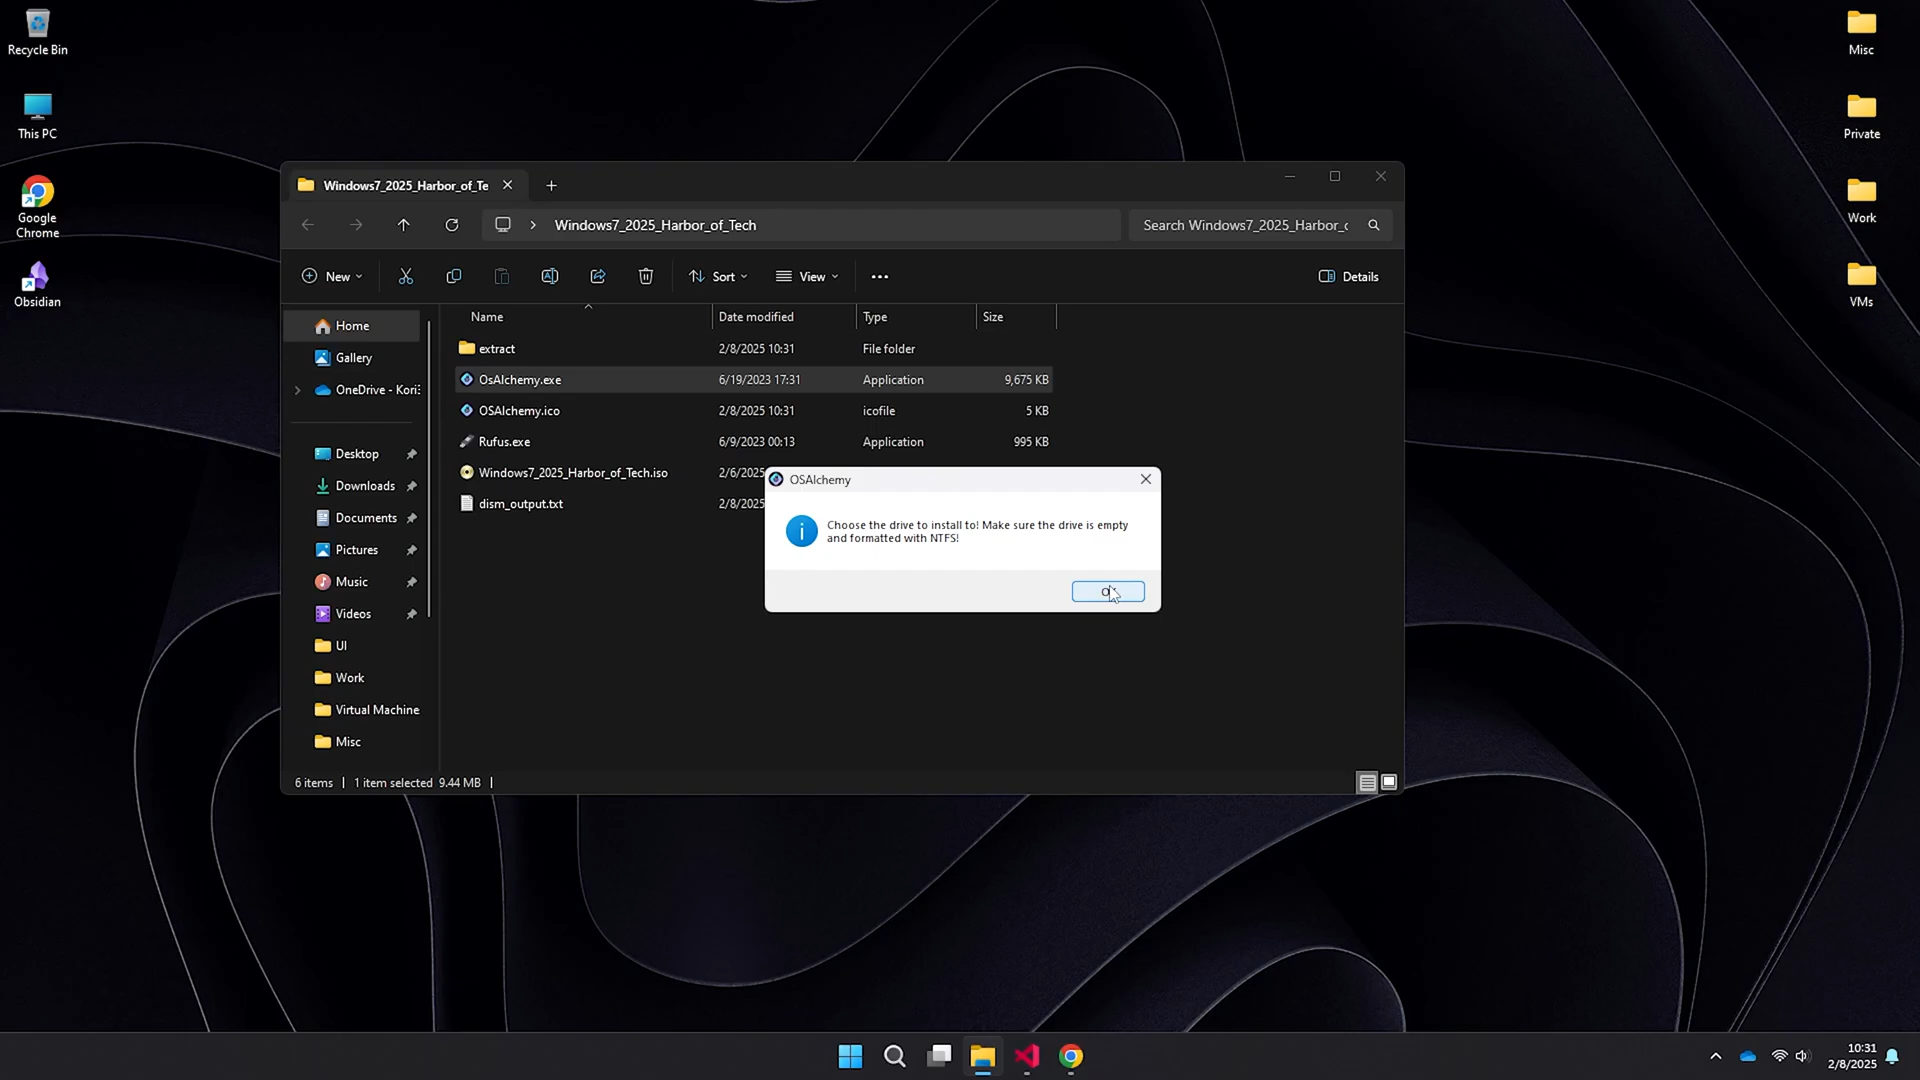 Recycle Bin
This PC
Google
Chrome
Obsidian
Misc
Private
Work
VMs
Windows7_2025_Harbor_of_Te
Windows7_2025_Harbor_of_Tech
Search Windows7_2025_Harbor_c
New
Sort
View
Details
Name Date modified Type Size
Home
Gallery
OneDrive - Kori
Desktop
Downloads
Documents
Pictures
Music
Videos
UI
Work
Virtual Machine
Misc
extract 2/8/2025 10:31 File folder
OsAlchemy.exe 6/19/2023 17:31 Application 9,675 KB
OSAlchemy.ico 2/8/2025 10:31 icofile 5 KB
Rufus.exe 6/9/2023 00:13 Application 995 KB
Windows7_2025_Harbor_of_Tech.iso 2/6/2025
dism_output.txt 2/8/2025
OSAlchemy
Choose the drive to install to! Make sure the drive is empty
and formatted with NTFS!
6 items 1 item selected 9.44 MB
10:31
2/8/2025